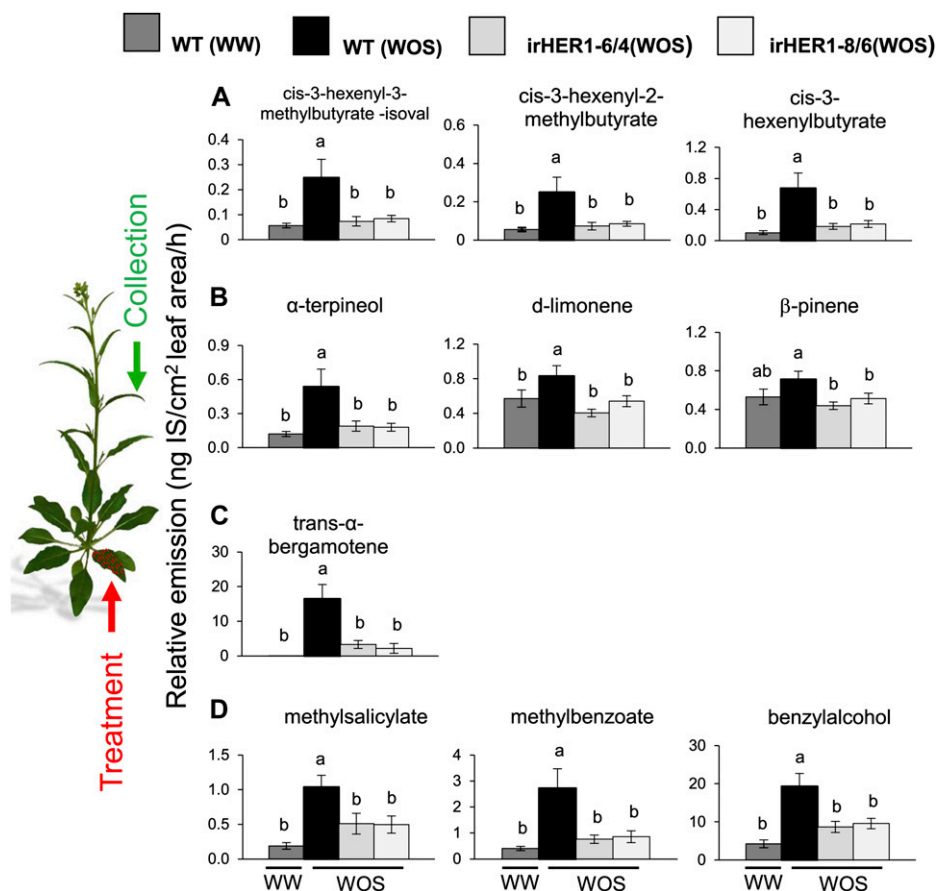 WT (WW) WT (WOS) irHER1-6/4(WOS) irHER1-8/6(WOS)
Collection
Treatment
Relative emission (ng IS/cm² leaf area/h)
A
cis-3-hexenyl-3-
methylbutyrate -isoval
0.4
0.3
0.2
0.1
0
b a b b
cis-3-hexenyl-2-
methylbutyrate
0.6
0.4
0.2
0
b a b b
cis-3-
hexenylbutyrate
1.2
0.8
0.4
0.0
b a b b
B
α-terpineol
0.9
0.6
0.3
0.0
b a b b
d-limonene
1.2
0.8
0.4
0.0
b a b b
β-pinene
1.2
0.8
0.4
0.0
ab a b b
C
trans-α-
bergamotene
30
20
10
0
b a b b
D
methylsalicylate
1.5
1.0
0.5
0.0
b a b b
WW WOS
methylbenzoate
4
3
2
1
0
b a b b
WW WOS
benzylalcohol
30
20
10
0
b a b b
WW WOS